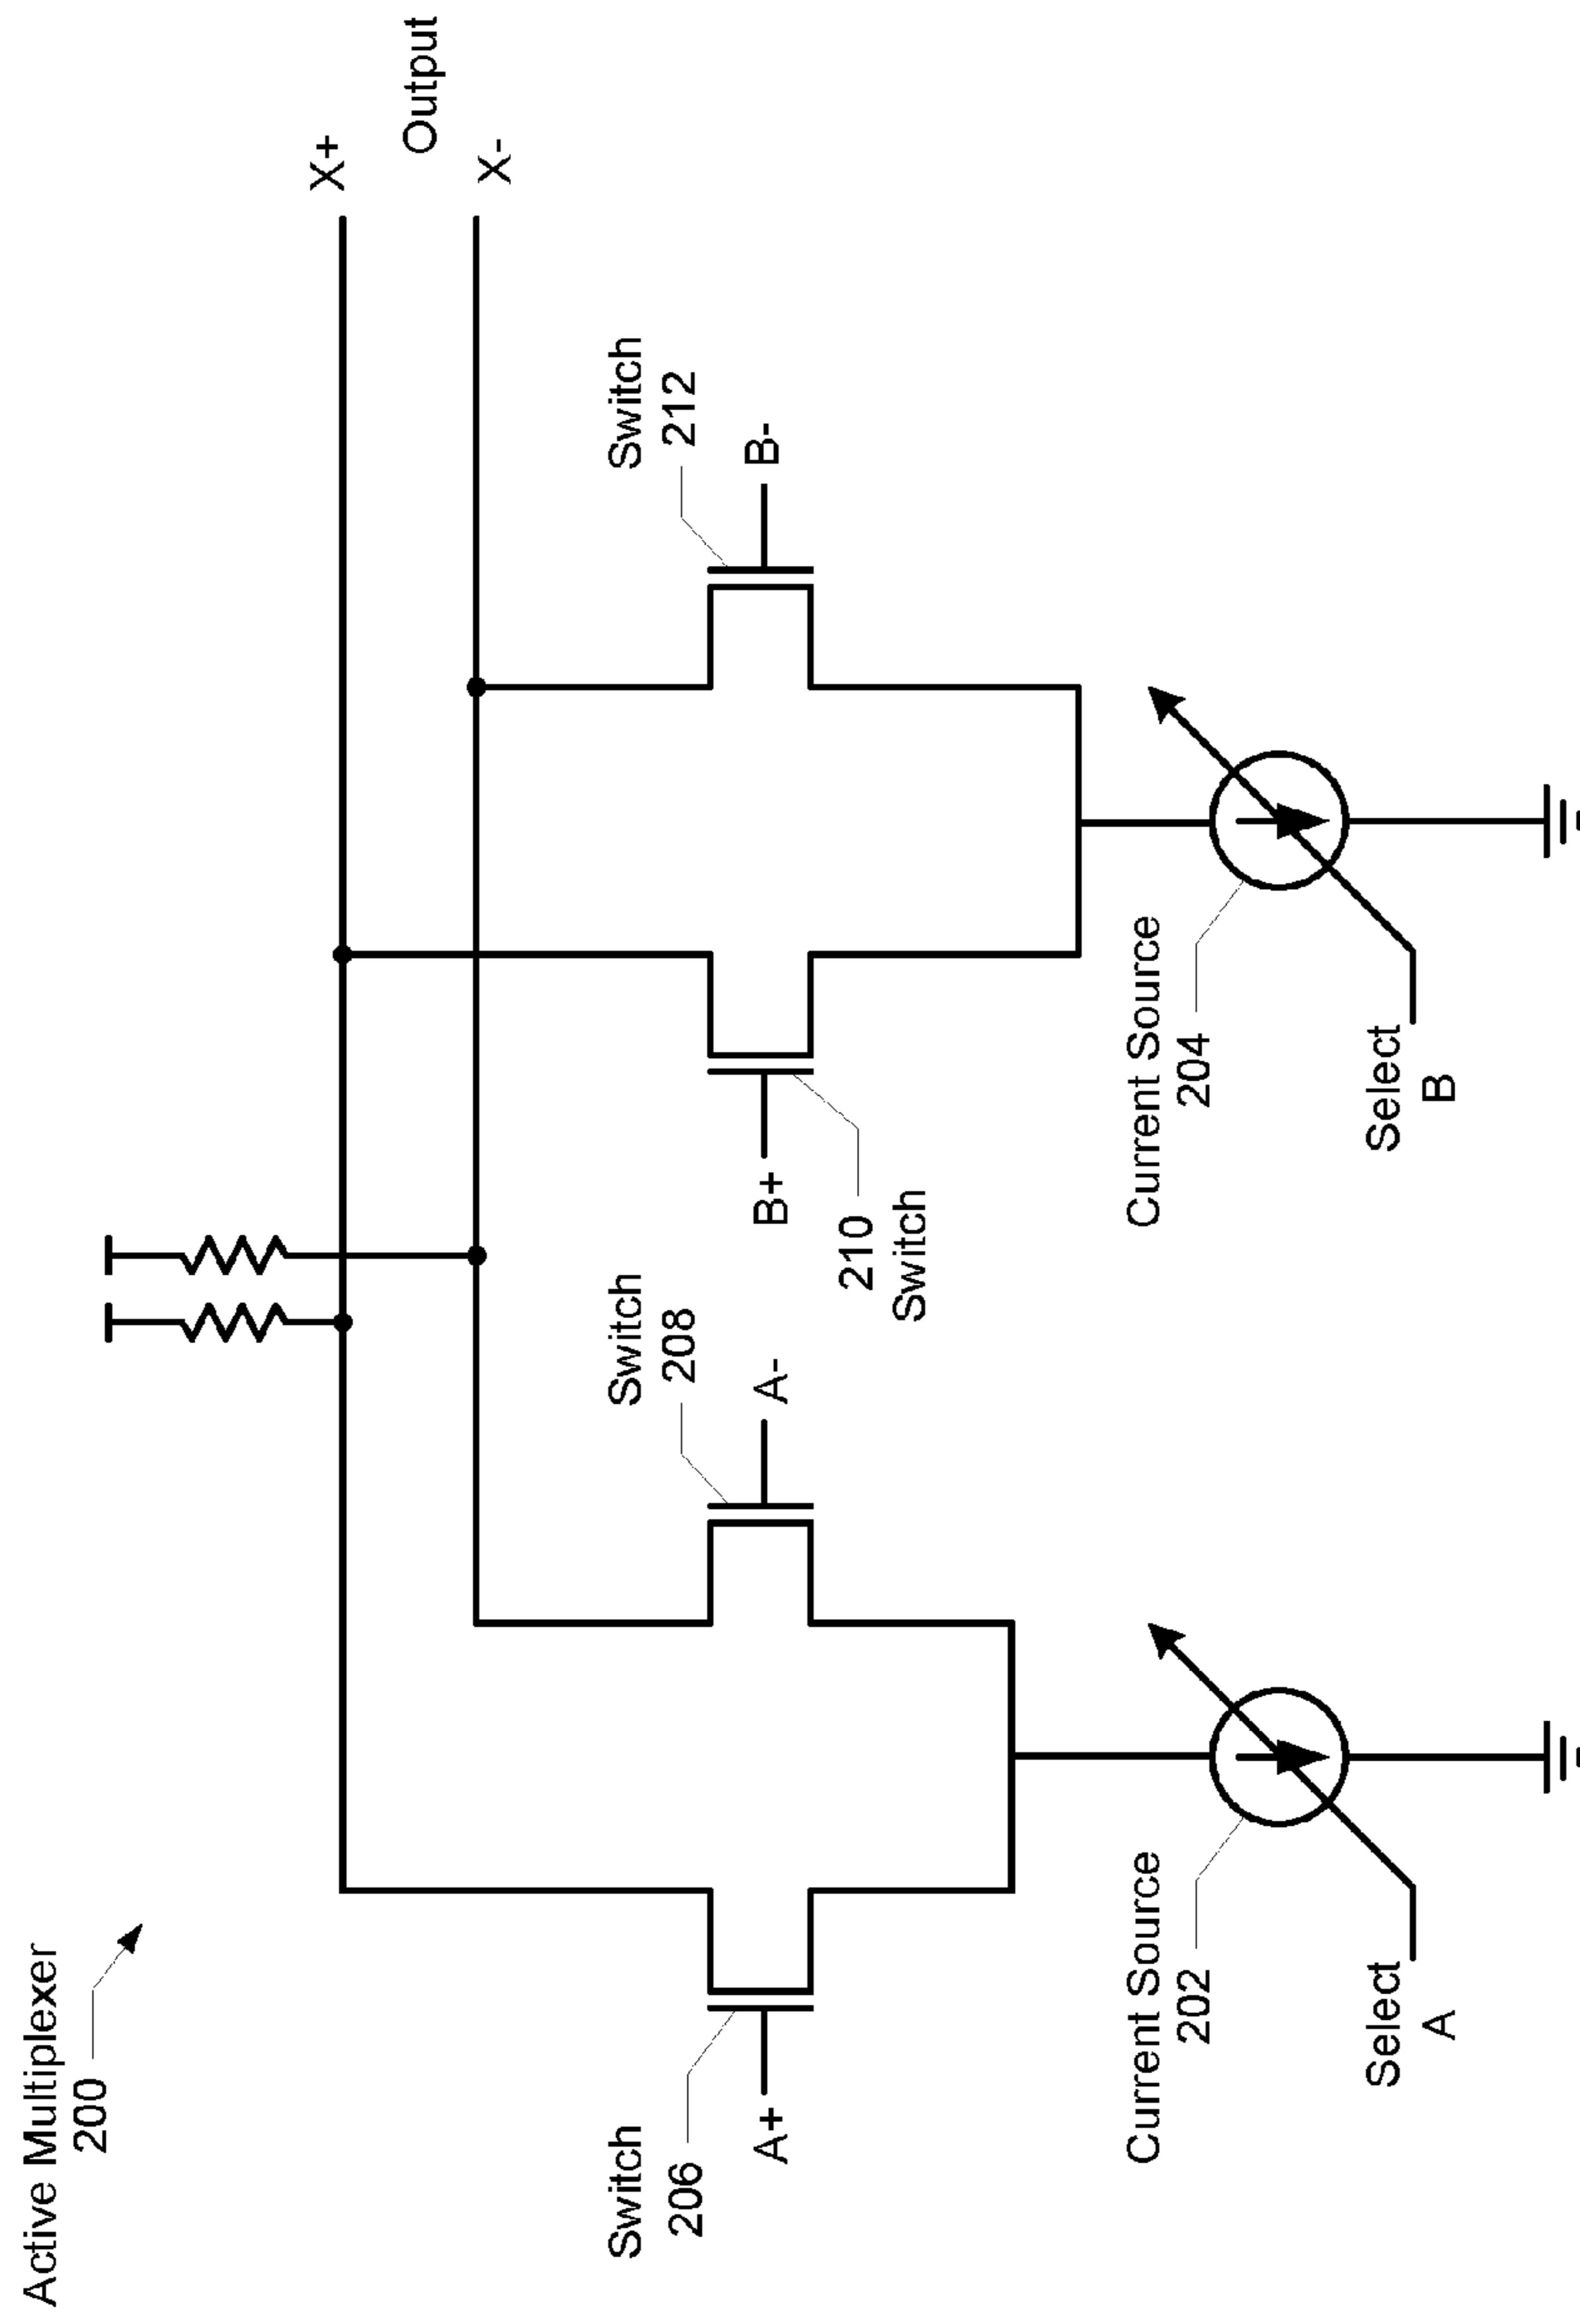 Active Multiplexer
200
X+
Output
X-
Switch
206
A+
Switch
208
A-
B+
210
Switch
Switch
212
B-
Current Source
202
Select
A
Current Source
204
Select
B